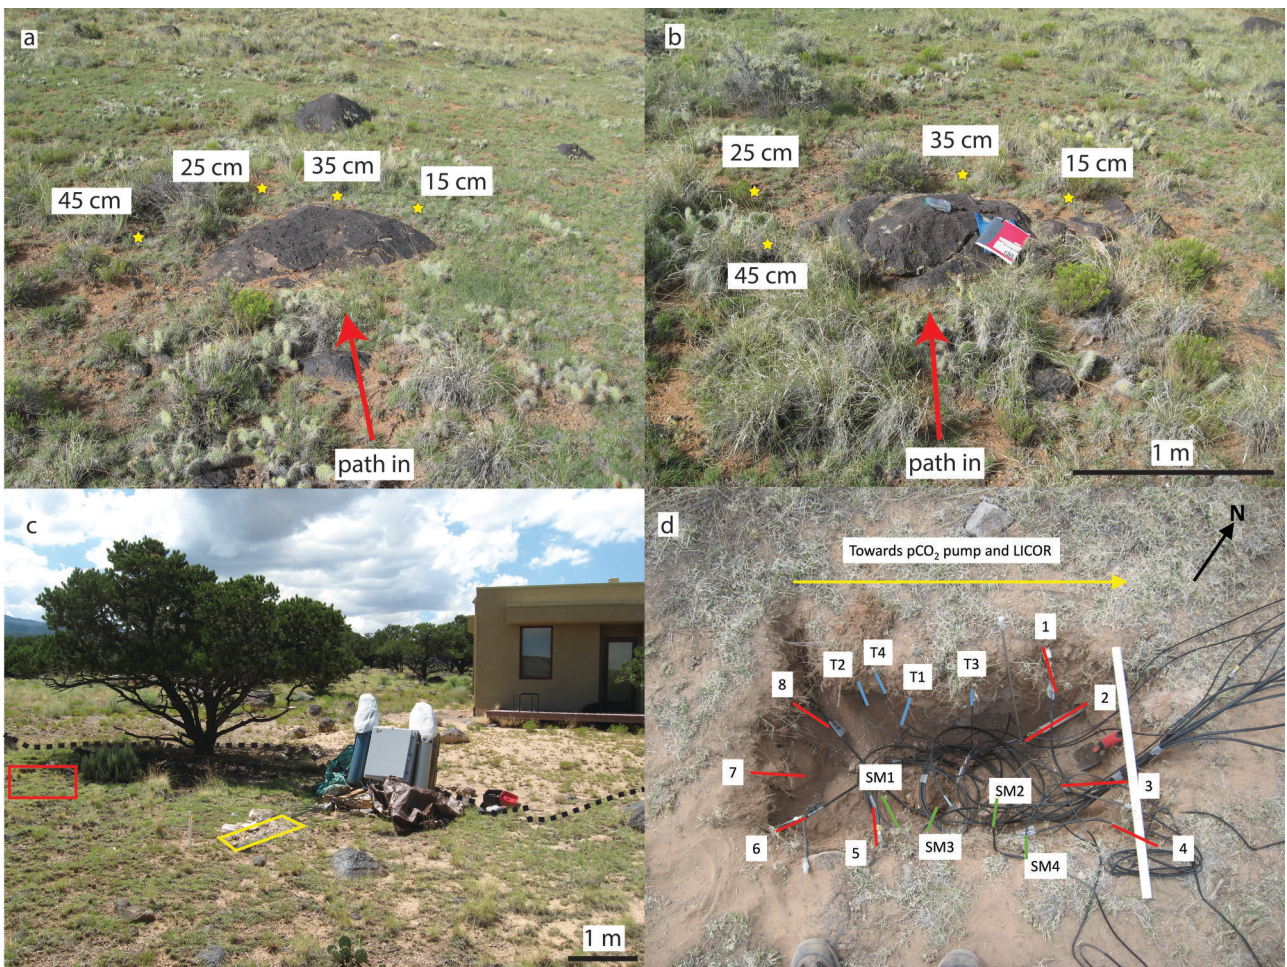 a
25 cm
35 cm
15 cm
45 cm
path in
b
35 cm
25 cm
15 cm
45 cm
path in
1 m
c
1 m
d
N
Towards pCO₂ pump and LICOR
1
T4
T3
T2
T1
8
2
7
SM1
SM2
3
6
5
SM3
SM4
4